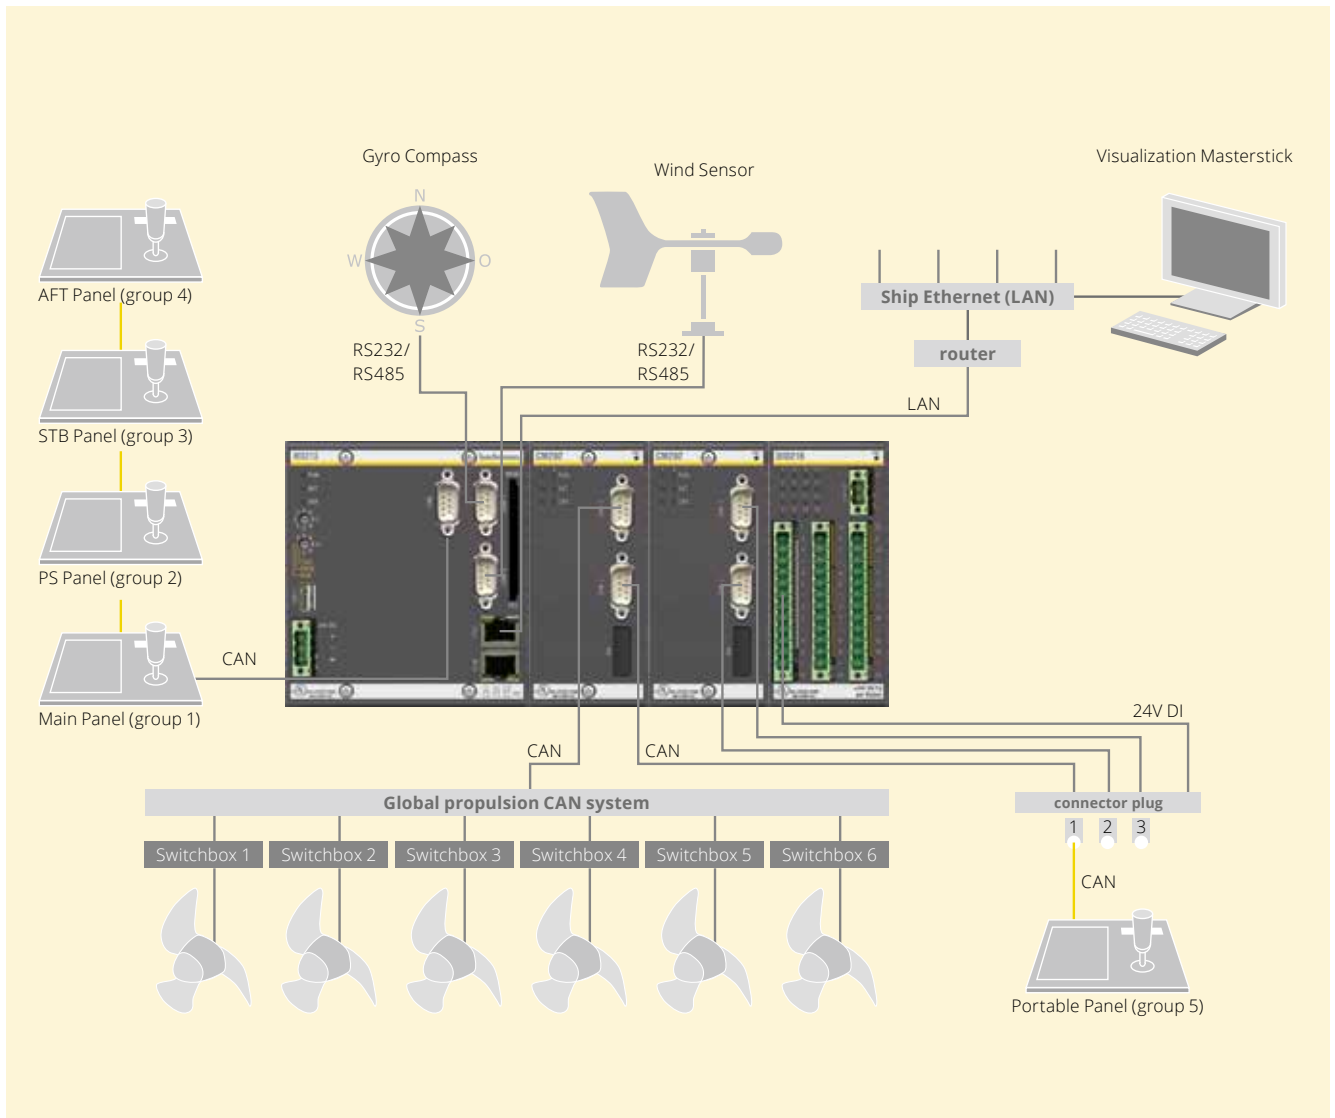 Gyro Compass
Wind Sensor
Visualization Masterstick
N
W
O
S
AFT Panel (group 4)
Ship Ethernet (LAN)
router
RS232/
RS485
RS232/
RS485
LAN
STB Panel (group 3)
CM202
CM202
PS Panel (group 2)
CAN
Main Panel (group 1)
24V DI
CAN
CAN
Global propulsion CAN system
connector plug
1
2
3
Switchbox 1
Switchbox 2
Switchbox 3
Switchbox 4
Switchbox 5
Switchbox 6
CAN
Portable Panel (group 5)